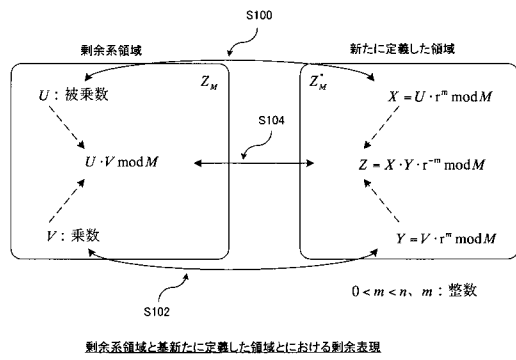 S100
剰余系領域
新たに定義した領域
Z_M
Z_M^*
U：被乗数
X = U · r^m mod M
S104
U · V mod M
Z = X · Y · r^{-m} mod M
V：乗数
Y = V · r^m mod M
S102
0 < m < n、m：整数
剰余系領域と基新たに定義した領域とにおける剰余表現